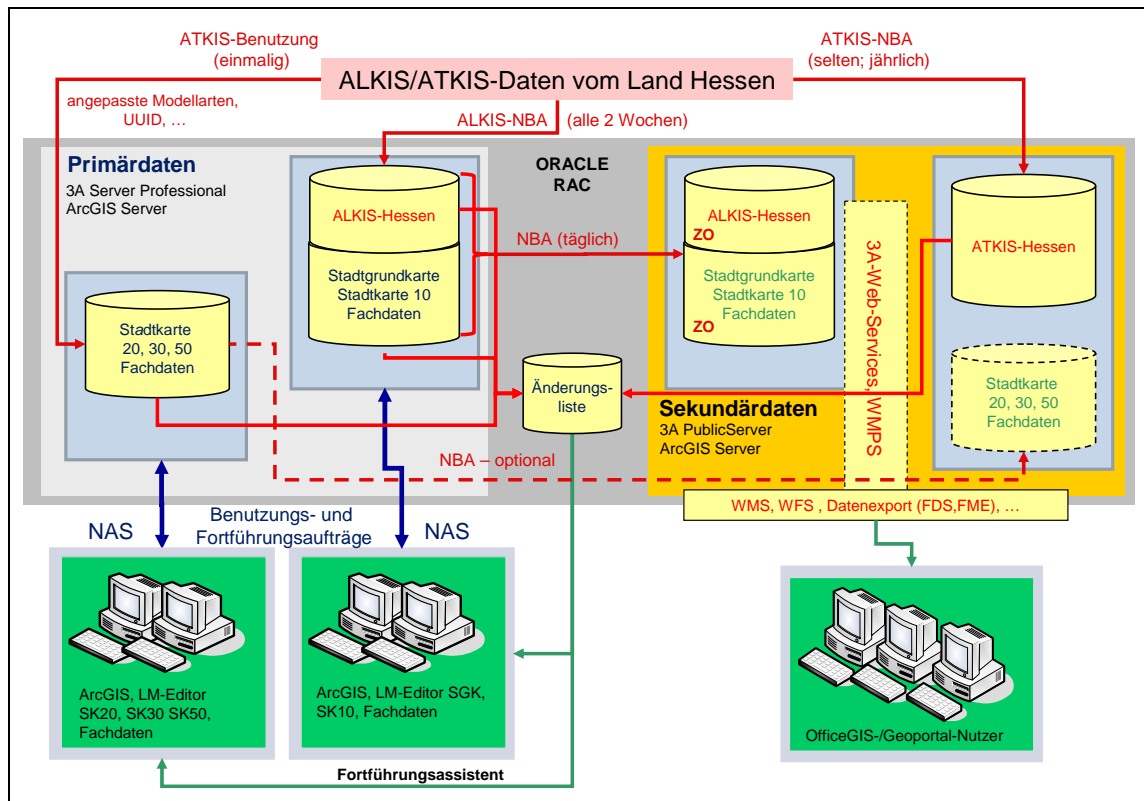 ATKIS-Benutzung
(einmalig)
ATKIS-NBA
(selten; jährlich)
ALKIS/ATKIS-Daten vom Land Hessen
angepasste Modellarten,
UUID, …
ALKIS-NBA (alle 2 Wochen)
Primärdaten
3A Server Professional
ArcGIS Server
ORACLE
RAC
ALKIS-Hessen
Stadtgrundkarte
Stadtkarte 10
Fachdaten
NBA (täglich)
ALKIS-Hessen
ZO
Stadtgrundkarte
Stadtkarte 10
Fachdaten
ZO
3A-Web-Services, WMPS
ATKIS-Hessen
Stadtkarte
20, 30, 50
Fachdaten
Änderungs-
liste
Stadtkarte
20, 30, 50
Fachdaten
Sekundärdaten
3A PublicServer
ArcGIS Server
NBA – optional
WMS, WFS , Datenexport (FDS,FME), …
NAS
Benutzungs- und
Fortführungsaufträge
NAS
ArcGIS, LM-Editor
SK20, SK30 SK50,
Fachdaten
ArcGIS, LM-Editor SGK,
SK10, Fachdaten
OfficeGIS-/Geoportal-Nutzer
Fortführungsassistent